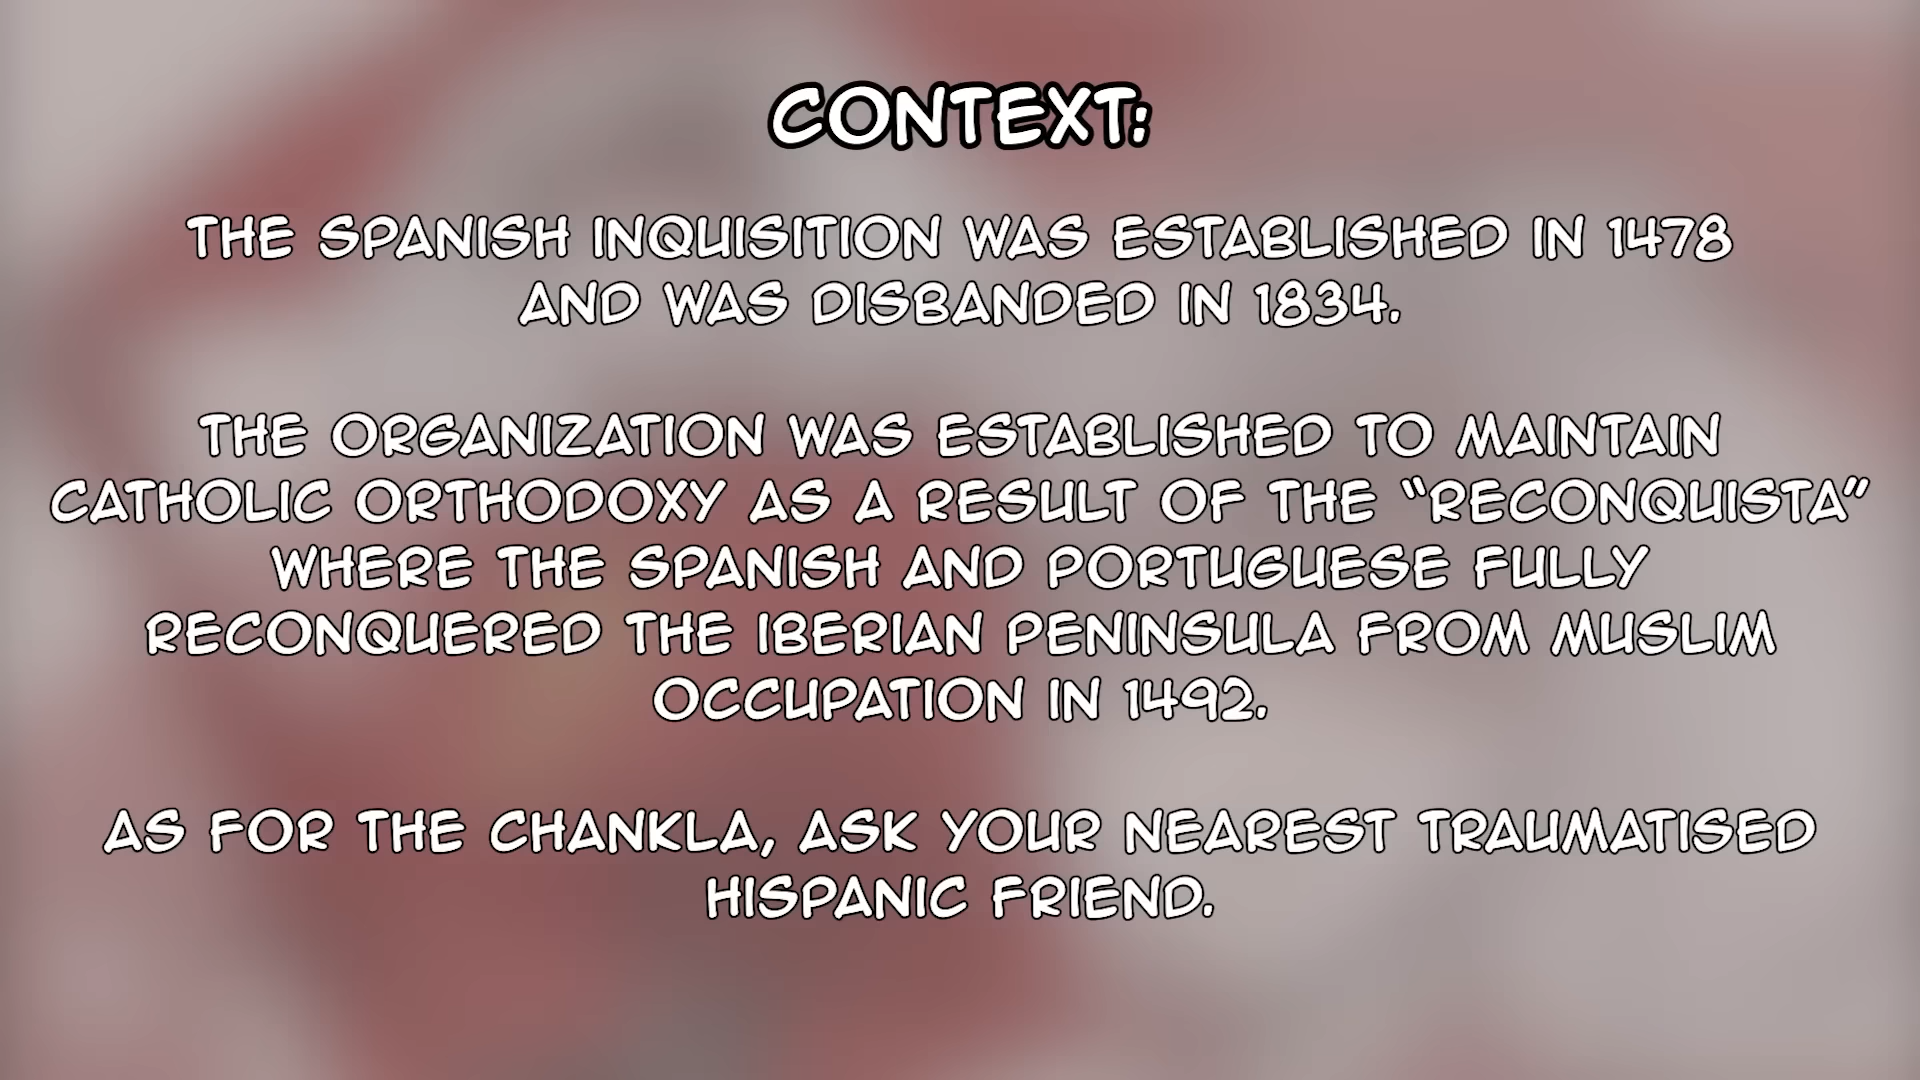 CONTEXT:
THE SPANISH INQUISITION WAS ESTABLISHED IN 1478
AND WAS DISBANDED IN 1834.
THE ORGANIZATION WAS ESTABLISHED TO MAINTAIN
CATHOLIC ORTHODOXY AS A RESULT OF THE “RECONQUISTA”
WHERE THE SPANISH AND PORTUGUESE FULLY
RECONQUERED THE IBERIAN PENINSULA FROM MUSLIM
OCCUPATION IN 1492.
AS FOR THE CHANKLA, ASK YOUR NEAREST TRAUMATISED
HISPANIC FRIEND.